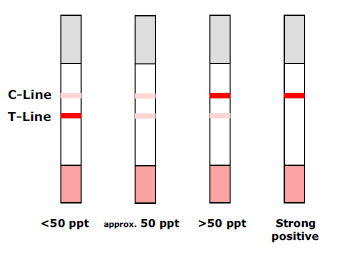 C-Line
T-Line
<50 ppt
approx. 50 ppt
>50 ppt
Strong
positive